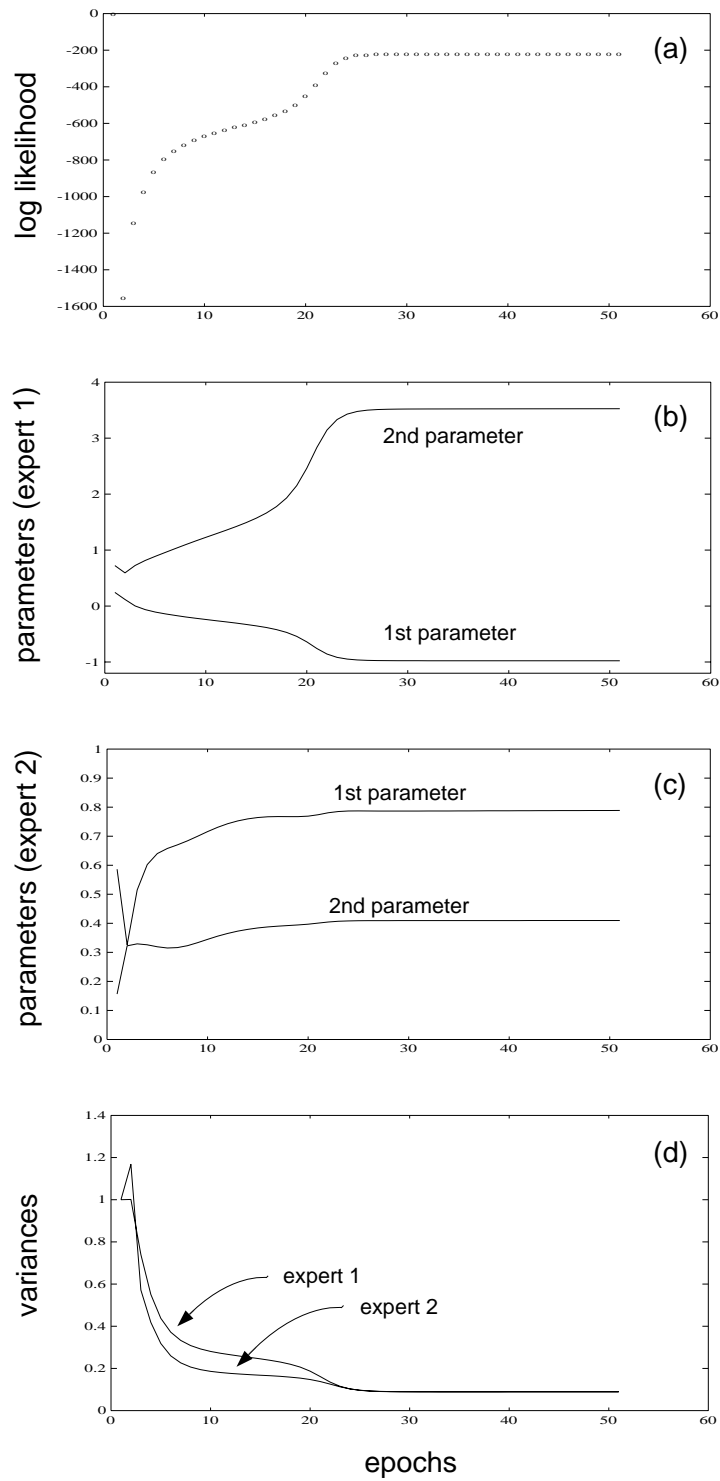 0
-200
-400
-600
-800
-1000
-1200
-1400
-1600
0 10 20 30 40 50 60
log likelihood
(a)
4
3
2
1
0
-1
0 10 20 30 40 50 60
parameters (expert 1)
(b)
2nd parameter
1st parameter
1
0.9
0.8
0.7
0.6
0.5
0.4
0.3
0.2
0.1
0
0 10 20 30 40 50 60
parameters (expert 2)
(c)
1st parameter
2nd parameter
1.4
1.2
1
0.8
0.6
0.4
0.2
0
0 10 20 30 40 50 60
variances
(d)
expert 1
expert 2
epochs